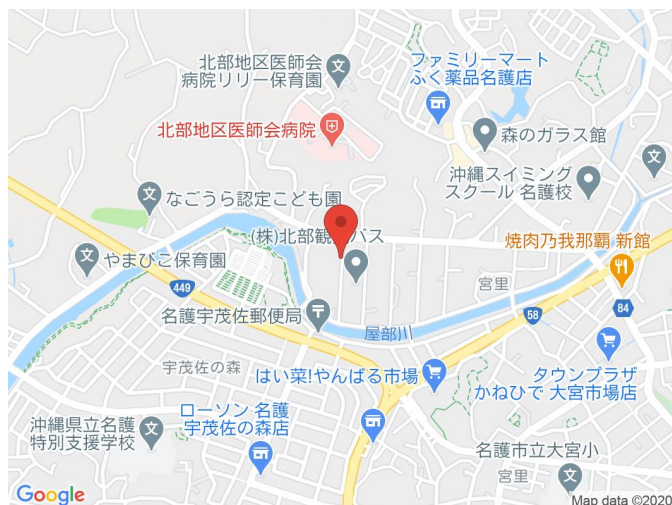 北部地区医師会
病院リリー保育園
文
ファミリーマート
ふく薬品名護店
北部地区医師会病院
森のガラス館
沖縄スイミング
スクール 名護校
文
文
文
なごうら認定こども園
(株)北部観
バス
焼肉乃我那覇 新館
文
やまびこ保育園
宮里
449
名護宇茂佐郵便局
〒
屋部川
58
84
宇茂佐の森
はい菜!やんばる市場
タウンプラザ
かねひで 大宮市場店
ローソン 名護
宇茂佐の森店
沖縄県立名護
特別支援学校
文
名護市立大宮小
宮里
文
Google
Map data ©2020